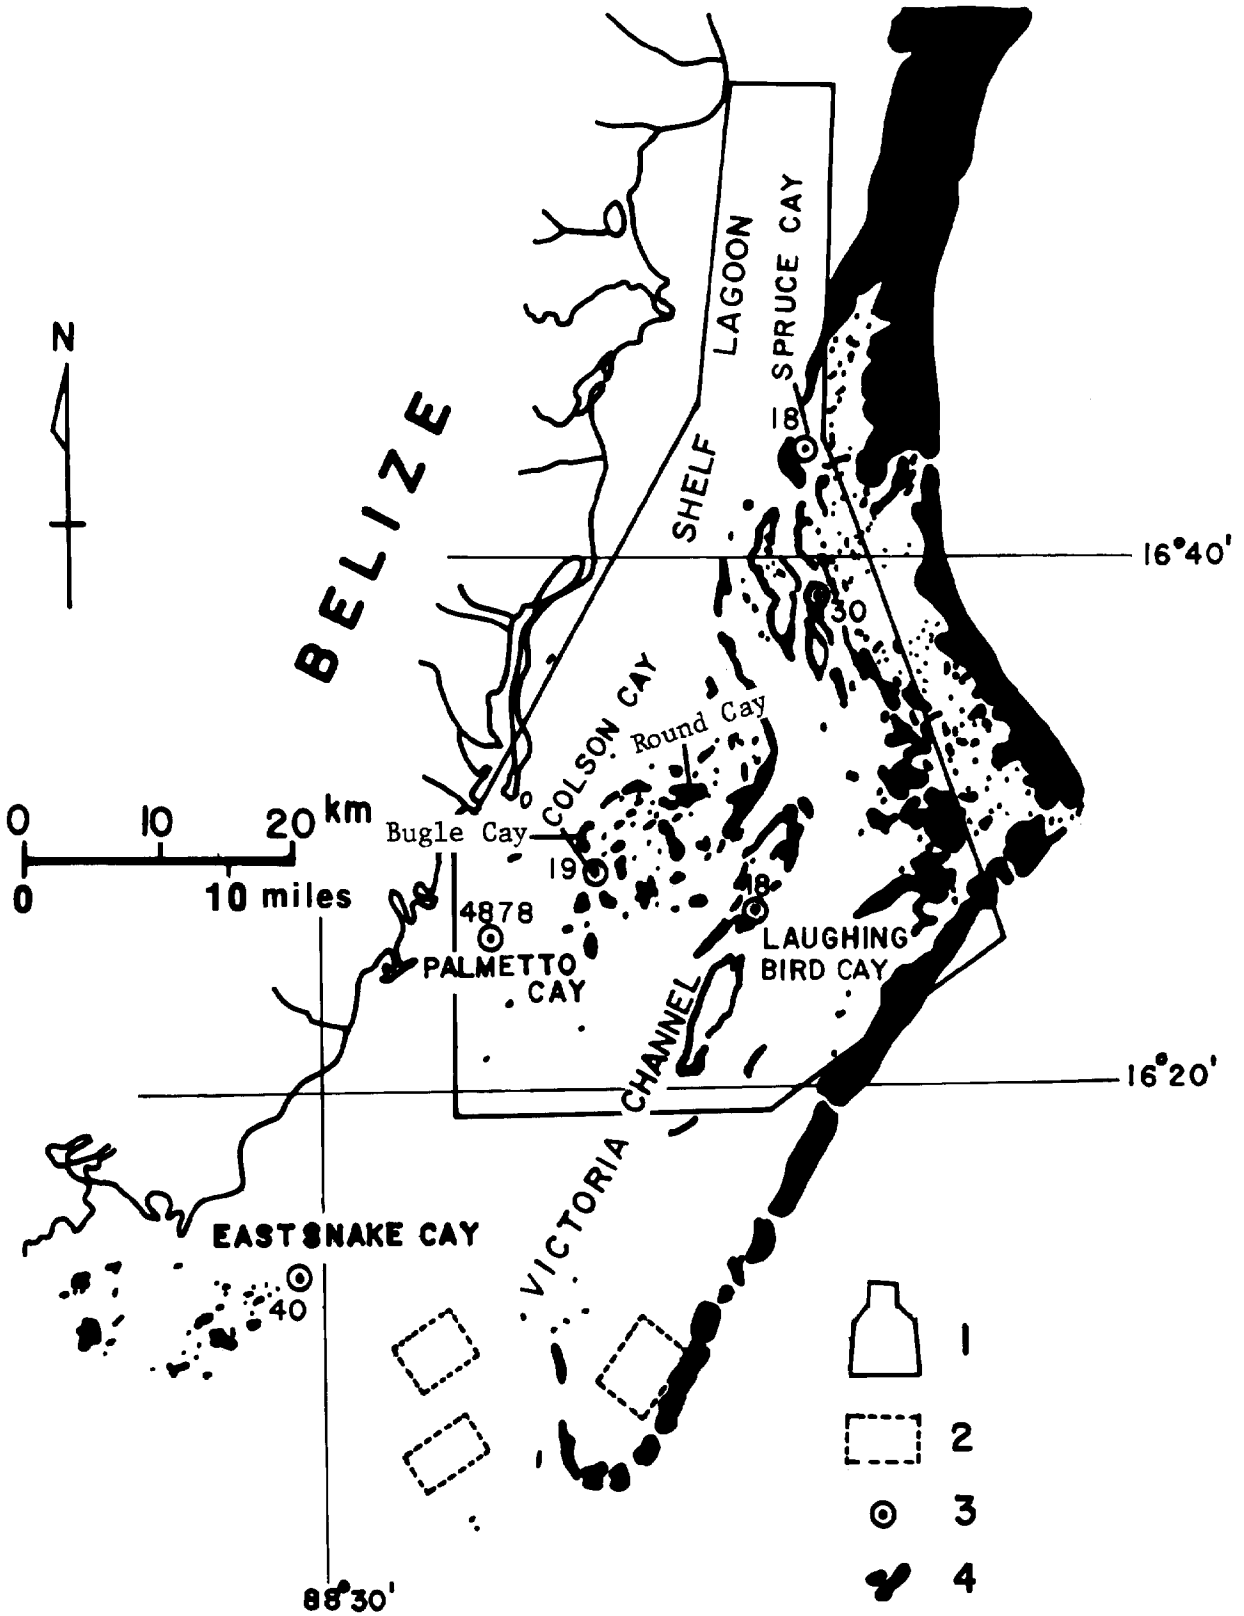 N
BELIZE
SHELF LAGOON
SPRUCE CAY
18
16°40'
30
COLSON CAY
Round Cay
0 10 20 km
0 10 miles
Bugle Cay
19
18
4878
PALMETTO
CAY
LAUGHING
BIRD CAY
VICTORIA CHANNEL
16°20'
EAST SNAKE CAY
40
1
2
3
4
88°30'